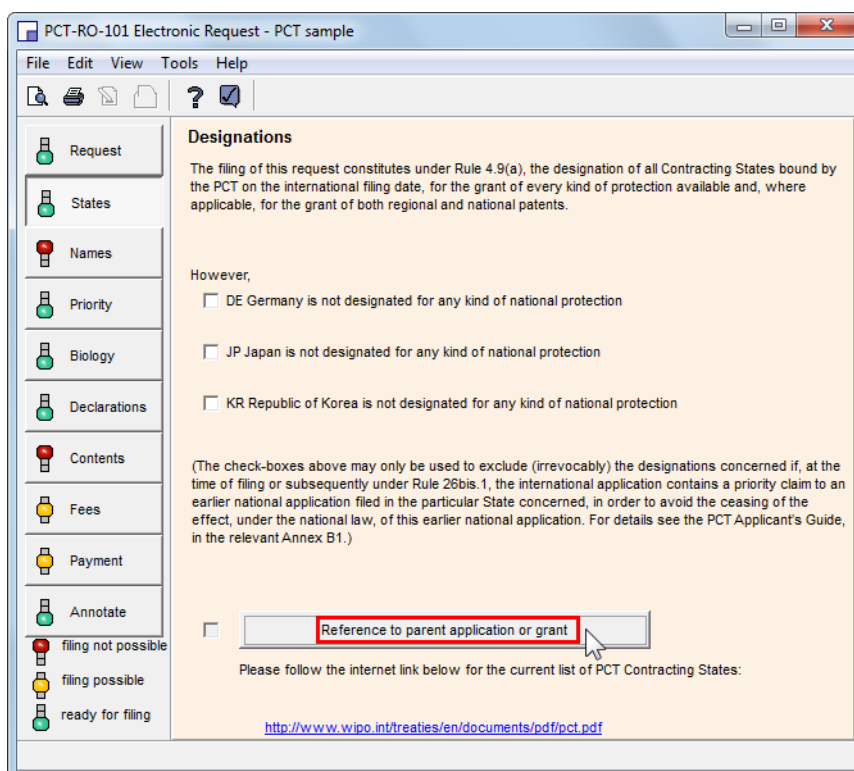 PCT-RO-101 Electronic Request - PCT sample
File Edit View Tools Help
Request
States
Names
Priority
Biology
Declarations
Contents
Fees
Payment
Annotate
filing not possible
filing possible
ready for filing
Designations
The filing of this request constitutes under Rule 4.9(a), the designation of all Contracting States bound by
the PCT on the international filing date, for the grant of every kind of protection available and, where
applicable, for the grant of both regional and national patents.
However,
DE Germany is not designated for any kind of national protection
JP Japan is not designated for any kind of national protection
KR Republic of Korea is not designated for any kind of national protection
(The check-boxes above may only be used to exclude (irrevocably) the designations concerned if, at the
time of filing or subsequently under Rule 26bis.1, the international application contains a priority claim to an
earlier national application filed in the particular State concerned, in order to avoid the ceasing of the
effect, under the national law, of this earlier national application. For details see the PCT Applicant's Guide,
in the relevant Annex B1.)
Reference to parent application or grant
Please follow the internet link below for the current list of PCT Contracting States:
http://www.wipo.int/treaties/en/documents/pdf/pct.pdf